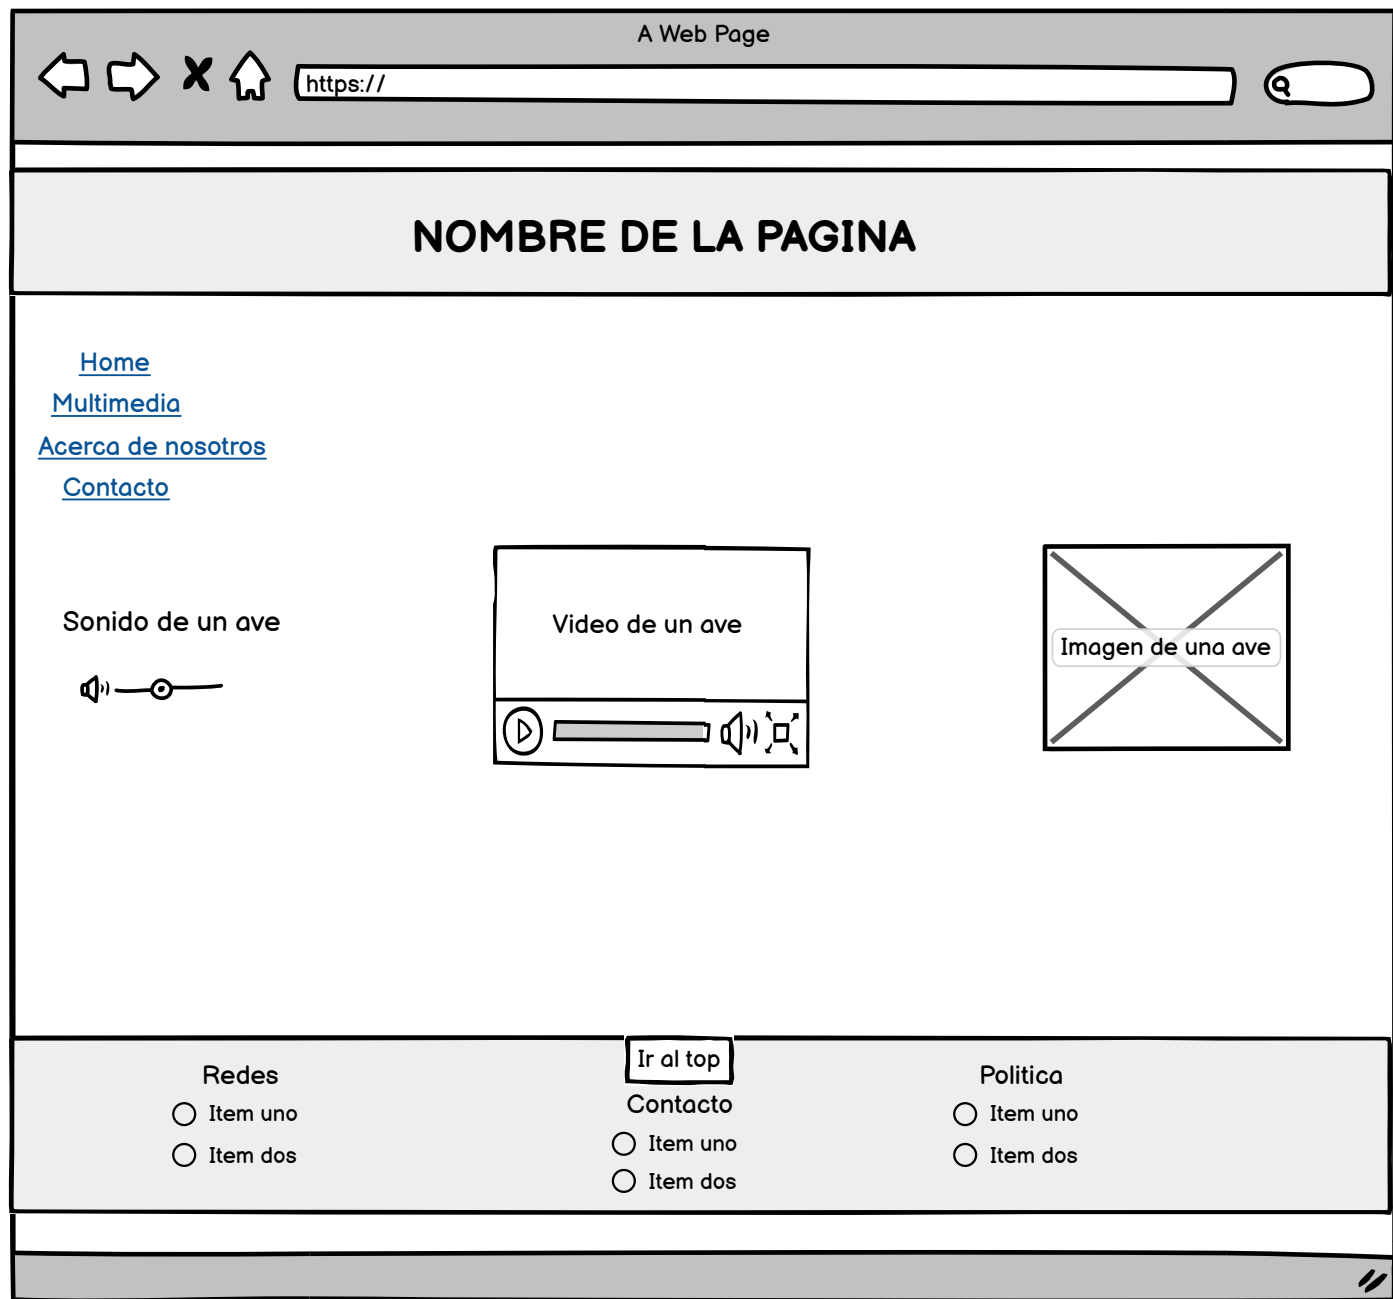 A Web Page
https://
NOMBRE DE LA PAGINA
Home
Multimedia
Acerca de nosotros
Contacto
Sonido de un ave
Video de un ave
Imagen de una ave
Ir al top
Redes
Item uno
Item dos
Contacto
Item uno
Item dos
Politica
Item uno
Item dos